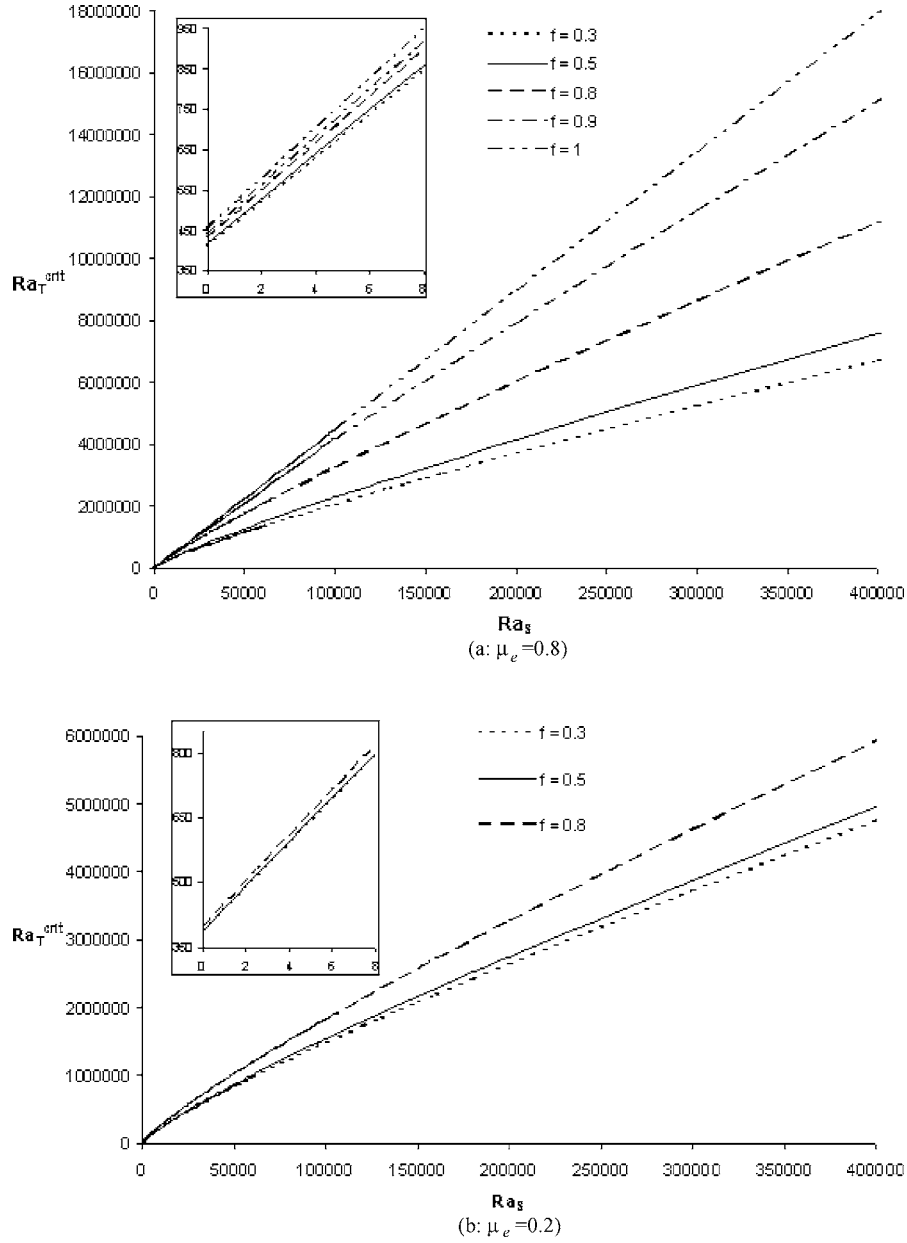 18000000
16000000
14000000
12000000
10000000
8000000
6000000
4000000
2000000
0
Ra_T^crit
950
850
750
650
550
450
350
0 2 4 6 8
f = 0.3
f = 0.5
f = 0.8
f = 0.9
f = 1
0 50000 100000 150000 200000 250000 300000 350000 400000
Ra_S
(a: μ_e =0.8)
6000000
5000000
4000000
3000000
2000000
1000000
0
Ra_T^crit
800
650
500
350
0 2 4 6 8
f = 0.3
f = 0.5
f = 0.8
0 50000 100000 150000 200000 250000 300000 350000 400000
Ra_S
(b: μ_e =0.2)